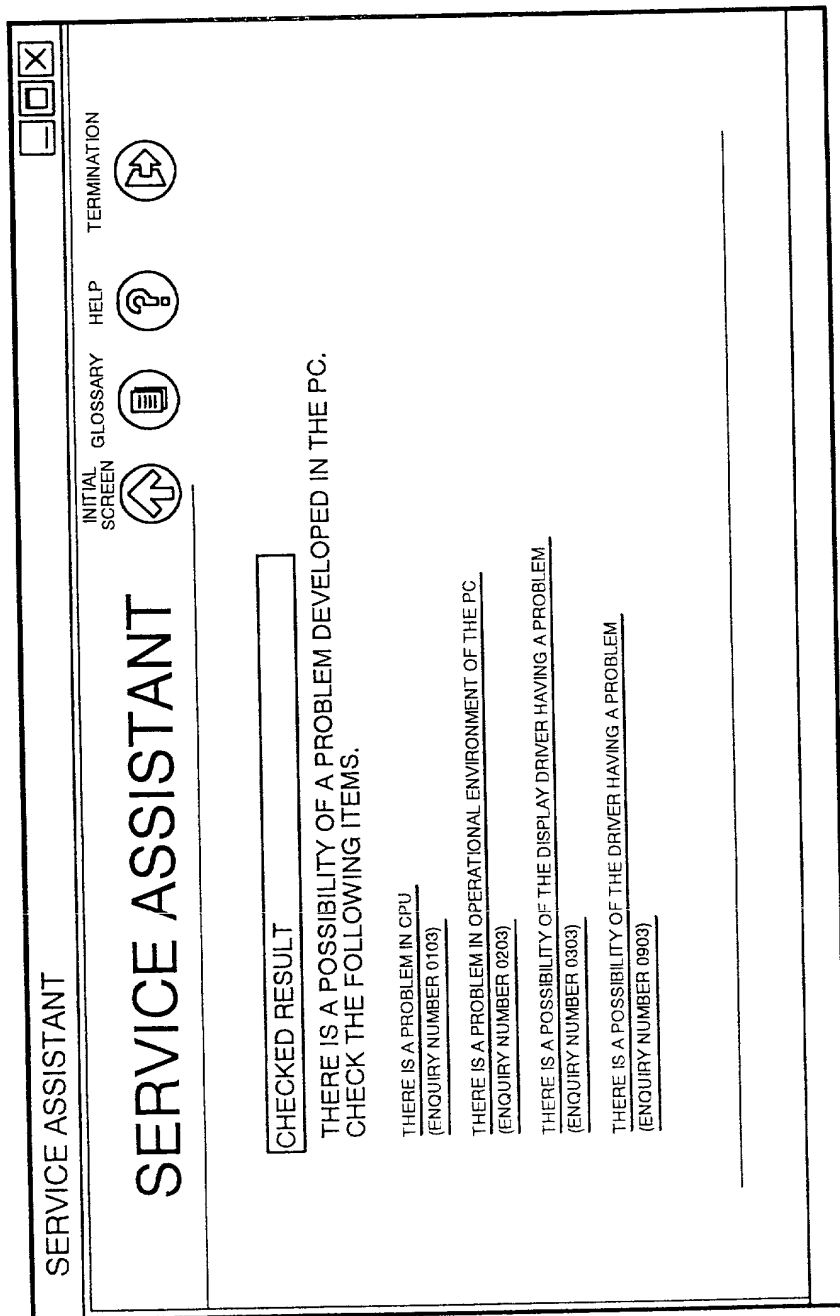 SERVICE ASSISTANT
SERVICE ASSISTANT
INITIAL
SCREEN
GLOSSARY
HELP
TERMINATION
CHECKED RESULT
THERE IS A POSSIBILITY OF A PROBLEM DEVELOPED IN THE PC.
CHECK THE FOLLOWING ITEMS.
THERE IS A PROBLEM IN CPU
(ENQUIRY NUMBER 0103)
THERE IS A PROBLEM IN OPERATIONAL ENVIRONMENT OF THE PC
(ENQUIRY NUMBER 0203)
THERE IS A POSSIBILITY OF THE DISPLAY DRIVER HAVING A PROBLEM
(ENQUIRY NUMBER 0303)
THERE IS A POSSIBILITY OF THE DRIVER HAVING A PROBLEM
(ENQUIRY NUMBER 0903)